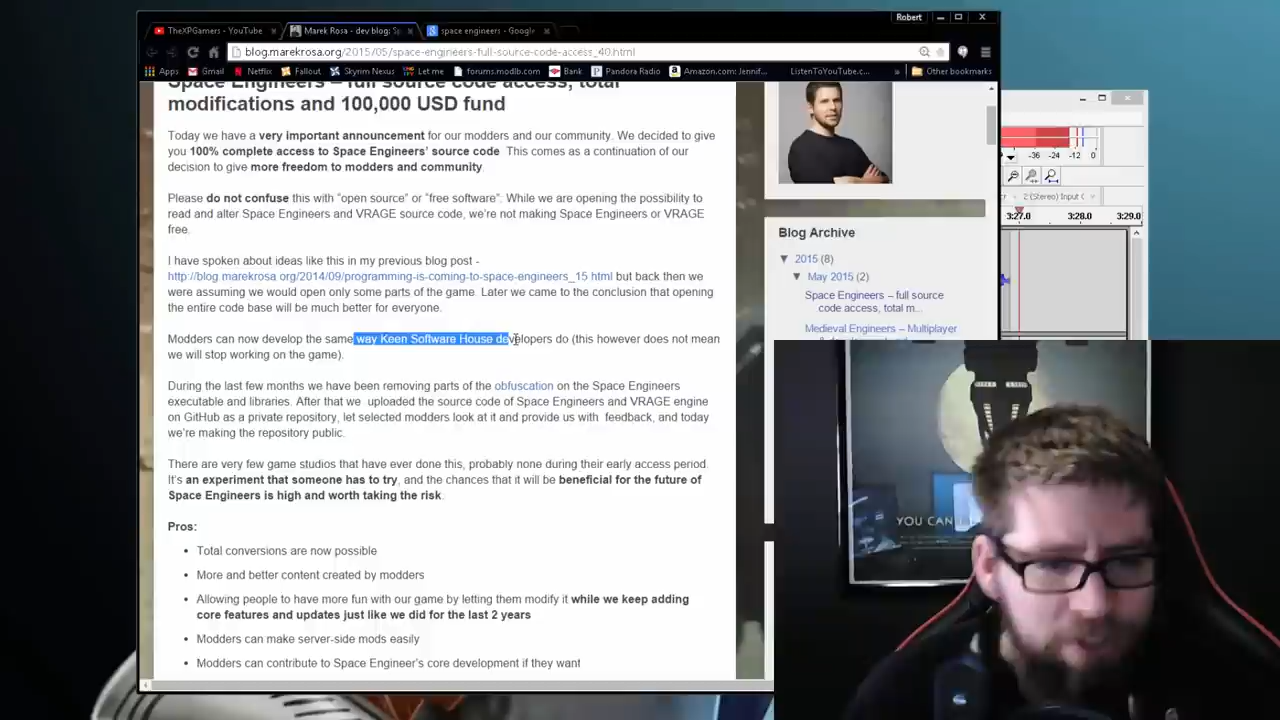 Robert
TheXPGamers - YouTube
Marek Rosa - dev blog: Sp
space engineers - Google
blog.marekrosa.org/2015/05/space-engineers-full-source-code-access_40.html
Apps Gmail Netflix Fallout Skyrim Nexus Let me forums.modlb.com Bank Pandora Radio Amazon.com: Jennif... ListenToYouTube.c... » Other bookmarks
Space Engineers – full source code access, total
modifications and 100,000 USD fund
Today we have a very important announcement for our modders and our community. We decided to give
you 100% complete access to Space Engineers' source code This comes as a continuation of our
decision to give more freedom to modders and community.
Please do not confuse this with "open source" or "free software". While we are opening the possibility to
read and alter Space Engineers and VRAGE source code, we're not making Space Engineers or VRAGE
free.
I have spoken about ideas like this in my previous blog post -
http://blog.marekrosa.org/2014/09/programming-is-coming-to-space-engineers_15.html but back then we
were assuming we would open only some parts of the game. Later we came to the conclusion that opening
the entire code base will be much better for everyone.
Modders can now develop the same way Keen Software House developers do (this however does not mean
we will stop working on the game).
During the last few months we have been removing parts of the obfuscation on the Space Engineers
executable and libraries. After that we uploaded the source code of Space Engineers and VRAGE engine
on GitHub as a private repository, let selected modders look at it and provide us with feedback, and today
we're making the repository public.
There are very few game studios that have ever done this, probably none during their early access period.
It's an experiment that someone has to try, and the chances that it will be beneficial for the future of
Space Engineers is high and worth taking the risk.
Pros:
• Total conversions are now possible
• More and better content created by modders
• Allowing people to have more fun with our game by letting them modify it while we keep adding
core features and updates just like we did for the last 2 years
• Modders can make server-side mods easily
• Modders can contribute to Space Engineer's core development if they want
Blog Archive
▼ 2015 (8)
▼ May 2015 (2)
Space Engineers – full source
code access, total m...
Medieval Engineers – Multiplayer
-36 -24 -12 0
2 (Stereo) Input C
3:27.0 3:28.0 3:29.0
YOU CAN